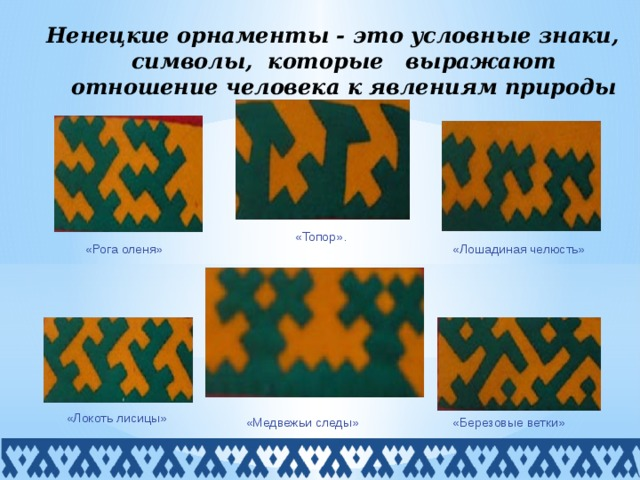 Ненецкие орнаменты - это условные знаки,
символы, которые выражают
отношение человека к явлениям природы
«Топор».
«Рога оленя»
«Лошадиная челюсть»
«Локоть лисицы»
«Медвежьи следы»
«Березовые ветки»